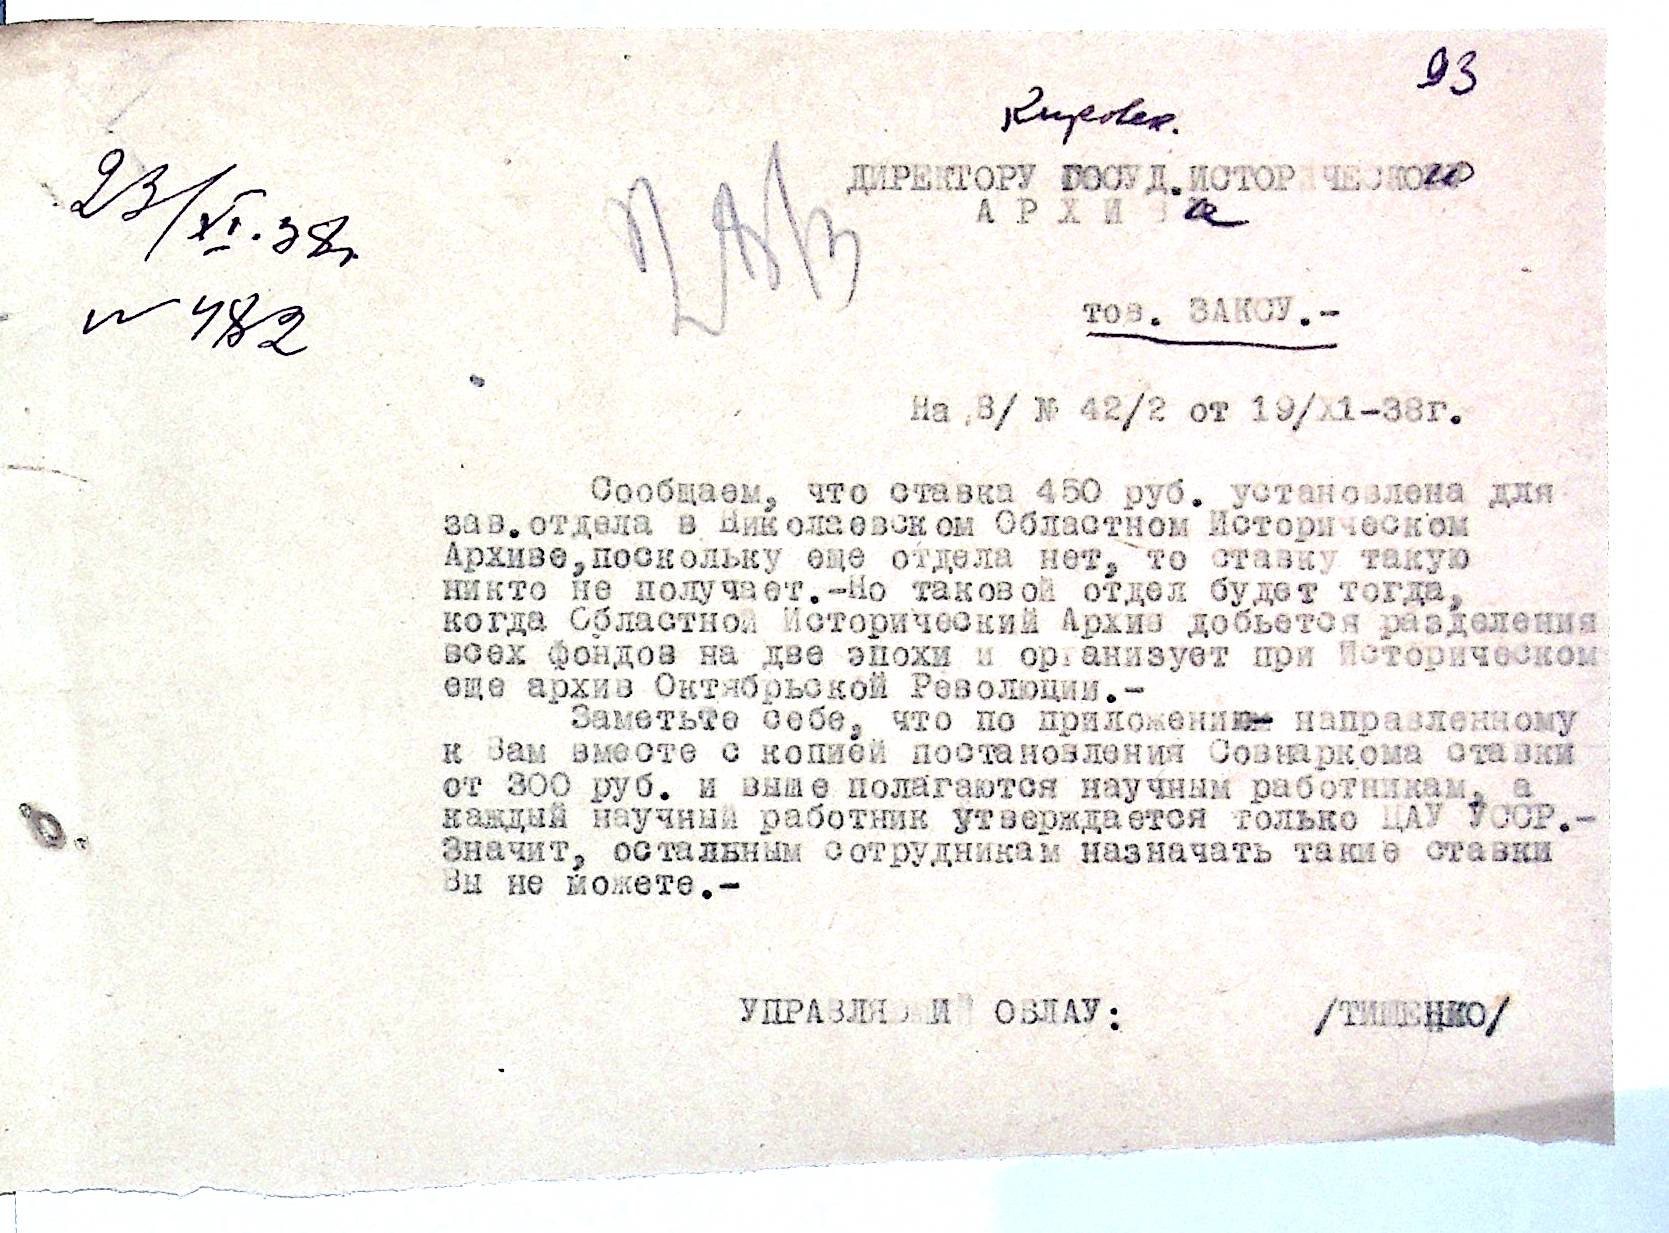 93
Кировск.
23/XI.38г.
№ 482
ДИРЕКТОРУ ГОСУД.ИСТОРИЧЕСКОГО
АРХИВА
тов. ЗАКСУ.-
На В/ № 42/2 от 19/XI-38г.
Сообщаем, что ставка 450 руб. установлена для
зав.отдела в Николаевском Областном Историческом
Архиве,поскольку еще отдела нет, то ставку такую
никто не получает.-Но таковой отдел будет тогда,
когда Областной Исторический Архив добьется разделения
всех фондов на две эпохи и организует при Историческом
еще архив Октябрьской Революции.-
Заметьте себе, что по приложению направленному
к Вам вместе с копией постановления Совнаркома ставки
от 300 руб. и выше полагаются научным работникам, а
каждый научный работник утверждается только ЦАУ УССР.-
Значит, остальным сотрудникам назначать такие ставки
Вы не можете.-
УПРАВЛЯЮЩИЙ ОБЛАУ: /ТИМЕНКО/